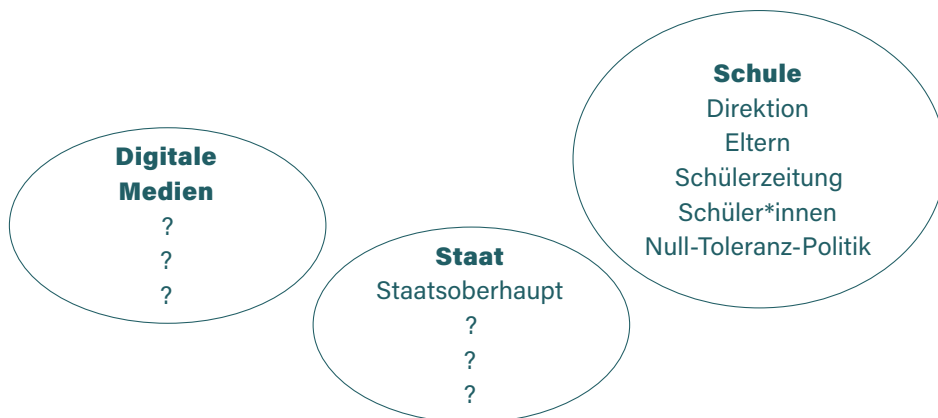 Digitale
Medien
?
?
?
Staat
Staatsoberhaupt
?
?
?
Schule
Direktion
Eltern
Schülerzeitung
Schüler*innen
Null-Toleranz-Politik